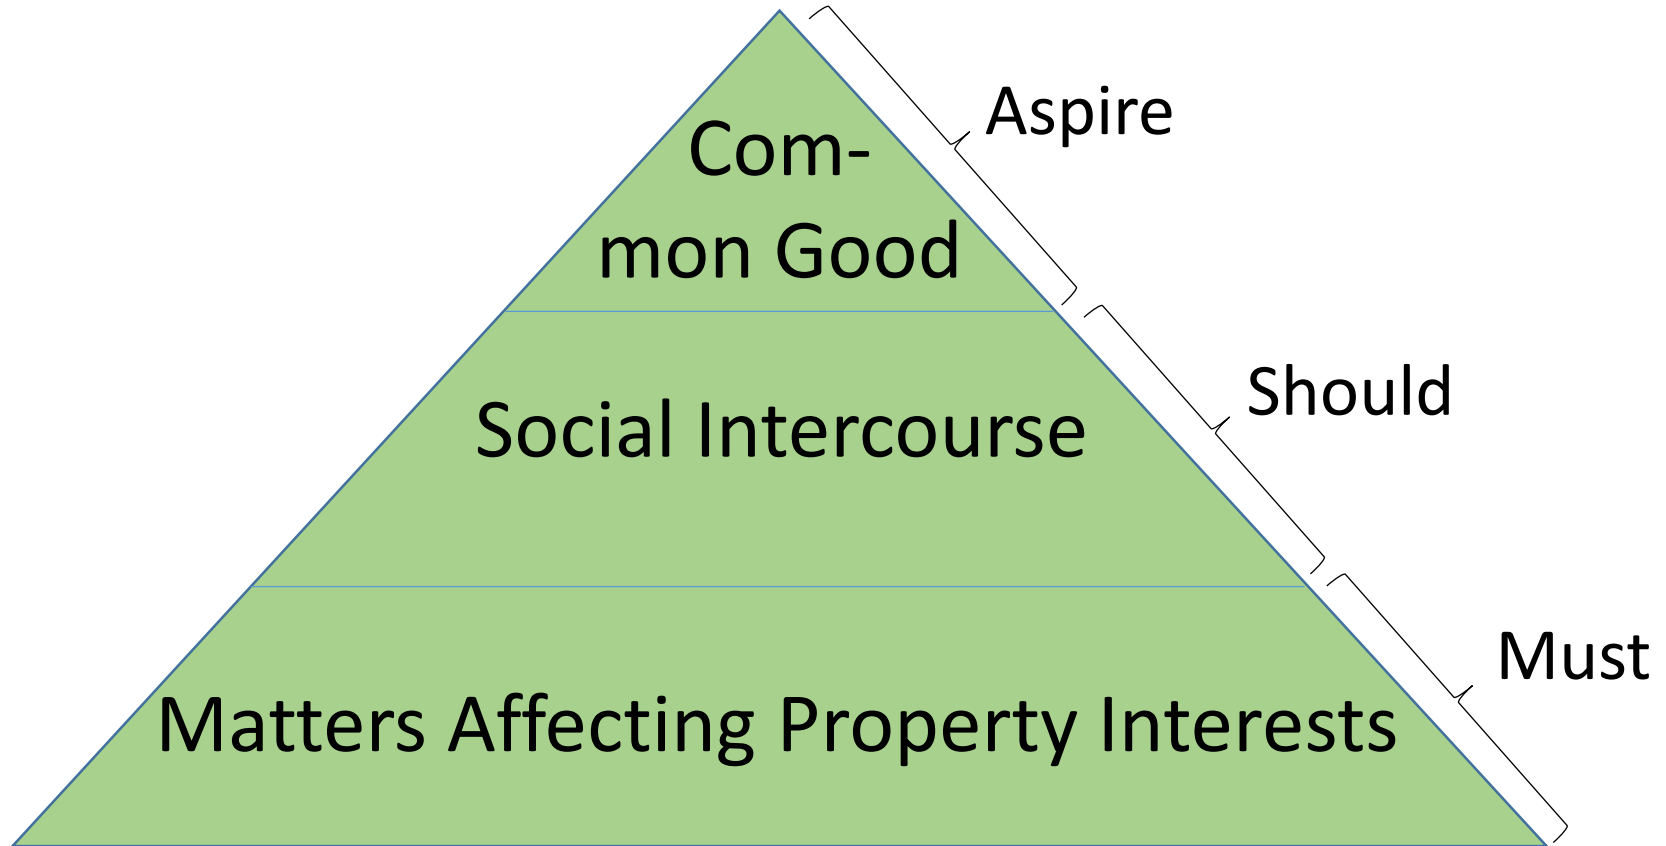 Aspire
Com-
mon Good
Should
Social Intercourse
Must
Matters Affecting Property Interests